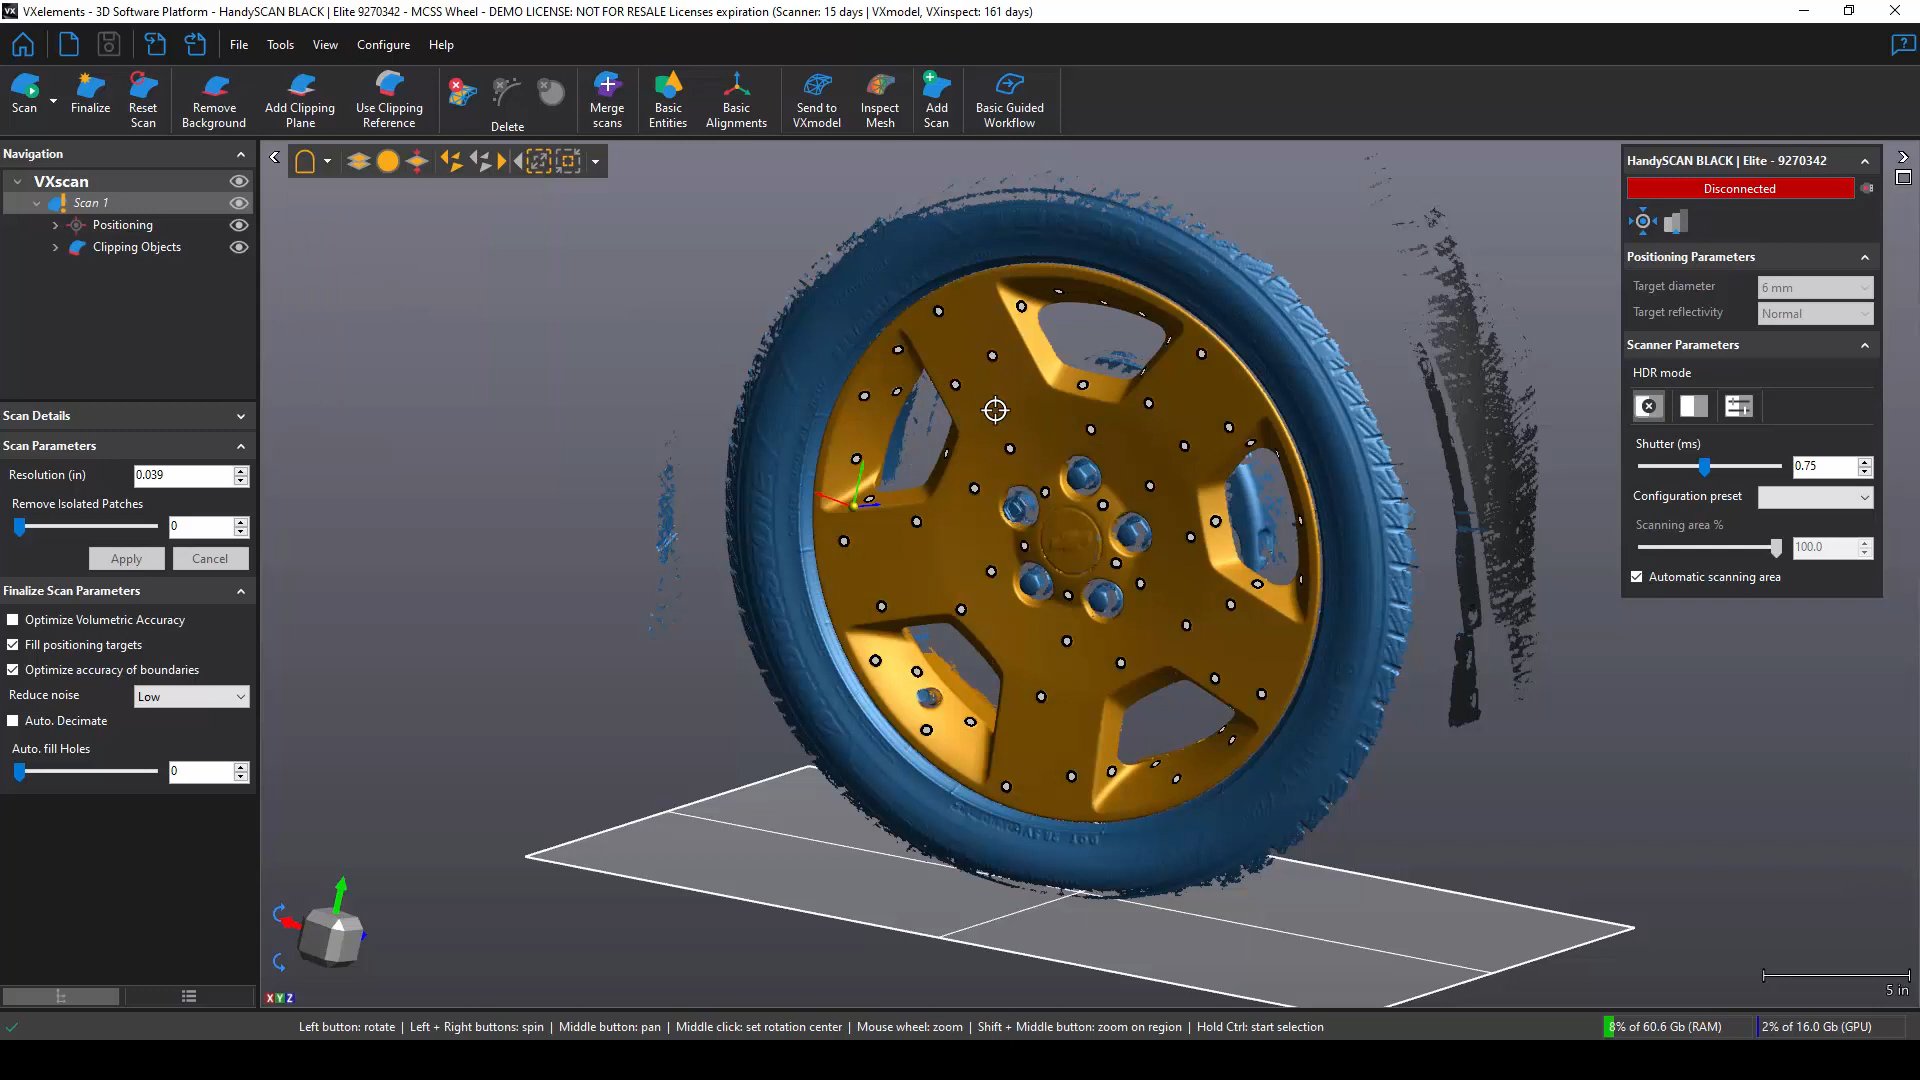 VXelements - 3D Software Platform - HandySCAN BLACK | Elite 9270342 - MCSS Wheel - DEMO LICENSE: NOT FOR RESALE Licenses expiration (Scanner: 15 days | VXmodel, VXinspect: 161 days)
File Tools View Configure Help
Scan
Finalize
Reset Scan
Remove Background
Add Clipping Plane
Use Clipping Reference
Delete
Merge scans
Basic Entities
Basic Alignments
Send to VXmodel
Inspect Mesh
Add Scan
Basic Guided Workflow
Navigation
VXscan
Scan 1
Positioning
Clipping Objects
Scan Details
Scan Parameters
Resolution (in) 0.039
Remove Isolated Patches
0
Apply Cancel
Finalize Scan Parameters
Optimize Volumetric Accuracy
Fill positioning targets
Optimize accuracy of boundaries
Reduce noise Low
Auto. Decimate
Auto. fill Holes
0
HandySCAN BLACK | Elite - 9270342
Disconnected
Positioning Parameters
Target diameter 6 mm
Target reflectivity Normal
Scanner Parameters
HDR mode
Shutter (ms)
0.75
Configuration preset
Scanning area %
100.0
Automatic scanning area
5 in
XYZ
Left button: rotate | Left + Right buttons: spin | Middle button: pan | Middle click: set rotation center | Mouse wheel: zoom | Shift + Middle button: zoom on region | Hold Ctrl: start selection
8% of 60.6 Gb (RAM) 2% of 16.0 Gb (GPU)